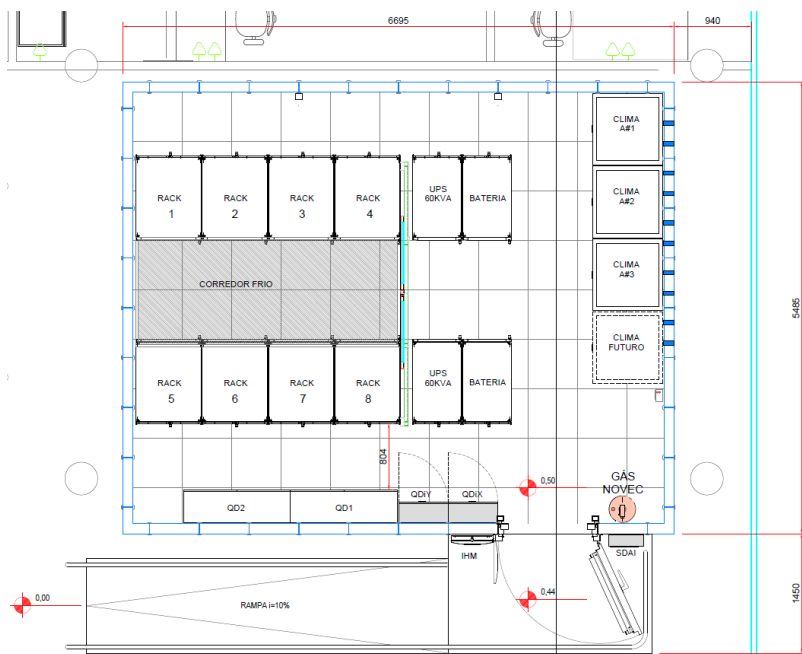 6695
940
CLIMA
A#1
CLIMA
A#2
CLIMA
A#3
CLIMA
FUTURO
RACK
1
RACK
2
RACK
3
RACK
4
UPS
60KVA
BATERIA
CORREDOR FRIO
RACK
5
RACK
6
RACK
7
RACK
8
UPS
60KVA
BATERIA
5485
804
QD2
QD1
QDiY
QDiX
0,50
GÁS
NOVEC
IHM
SDAI
0,00
RAMPA i=10%
0,44
1450